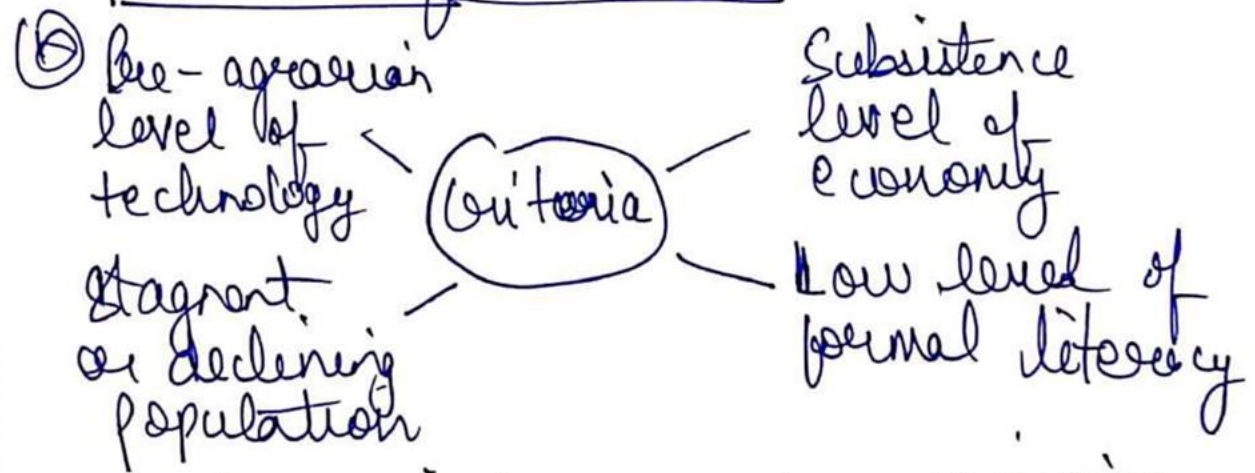 (b) Pre-agrarian
level of
technology
Stagnant
or declining
population
Criteria
Subsistence
level of
economy
Low level of
formal literacy